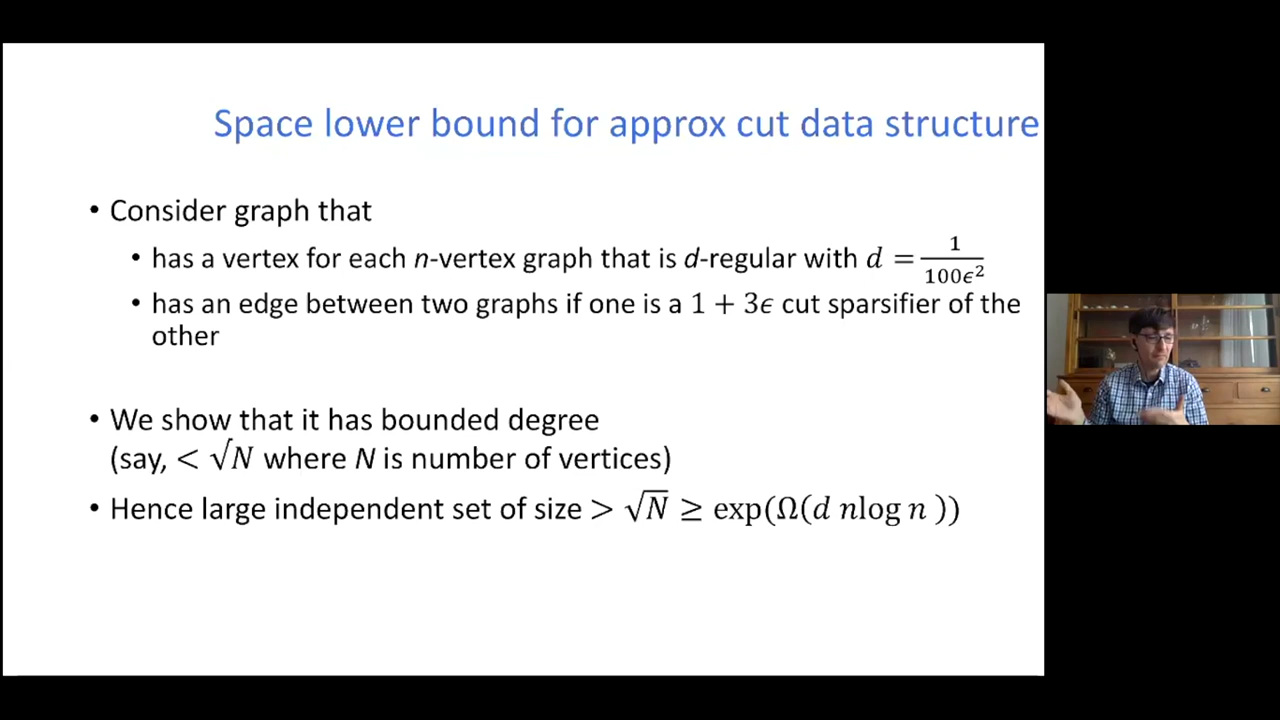 Space lower bound for approx cut data structure
• Consider graph that
• has a vertex for each n-vertex graph that is d-regular with d = 1/(100ϵ²)
• has an edge between two graphs if one is a 1 + 3ϵ cut sparsifier of the
other
• We show that it has bounded degree
(say, < √N where N is number of vertices)
• Hence large independent set of size > √N ≥ exp(Ω(d nlog n ))